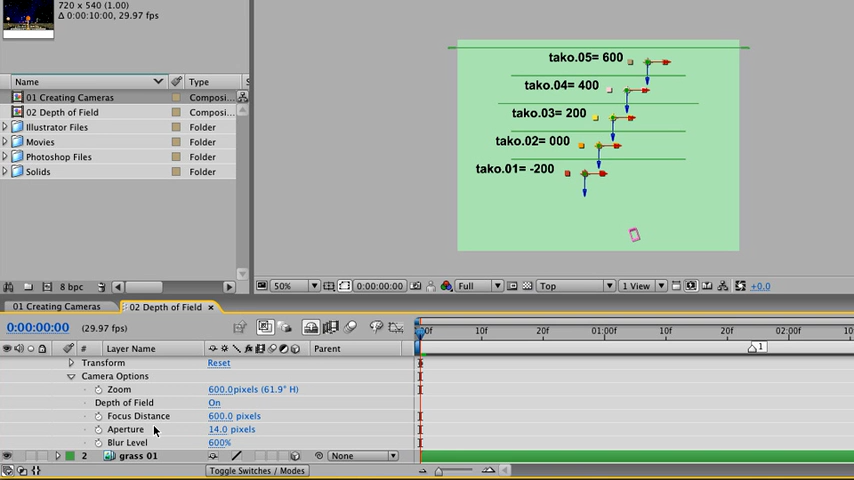 720 x 540 (1.00)
Δ 0:00:10:00, 29.97 fps
Name Type
01 Creating Cameras Composi...
02 Depth of Field Composi...
Illustrator Files Folder
Movies Folder
Photoshop Files Folder
Solids Folder
8 bpc
tako.05= 600
tako.04= 400
tako.03= 200
tako.02= 000
tako.01= -200
50% 0:00:00:00 Full Top 1 View +0.0
01 Creating Cameras 02 Depth of Field
0:00:00:00 (29.97 fps)
00f 10f 20f 01:00f 10f 20f 02:00f 10
# Layer Name Parent
1
Transform Reset
Camera Options
Zoom 600.0pixels (61.9° H)
Depth of Field On
Focus Distance 600.0 pixels
Aperture 14.0 pixels
Blur Level 600%
2 grass 01 None
Toggle Switches / Modes